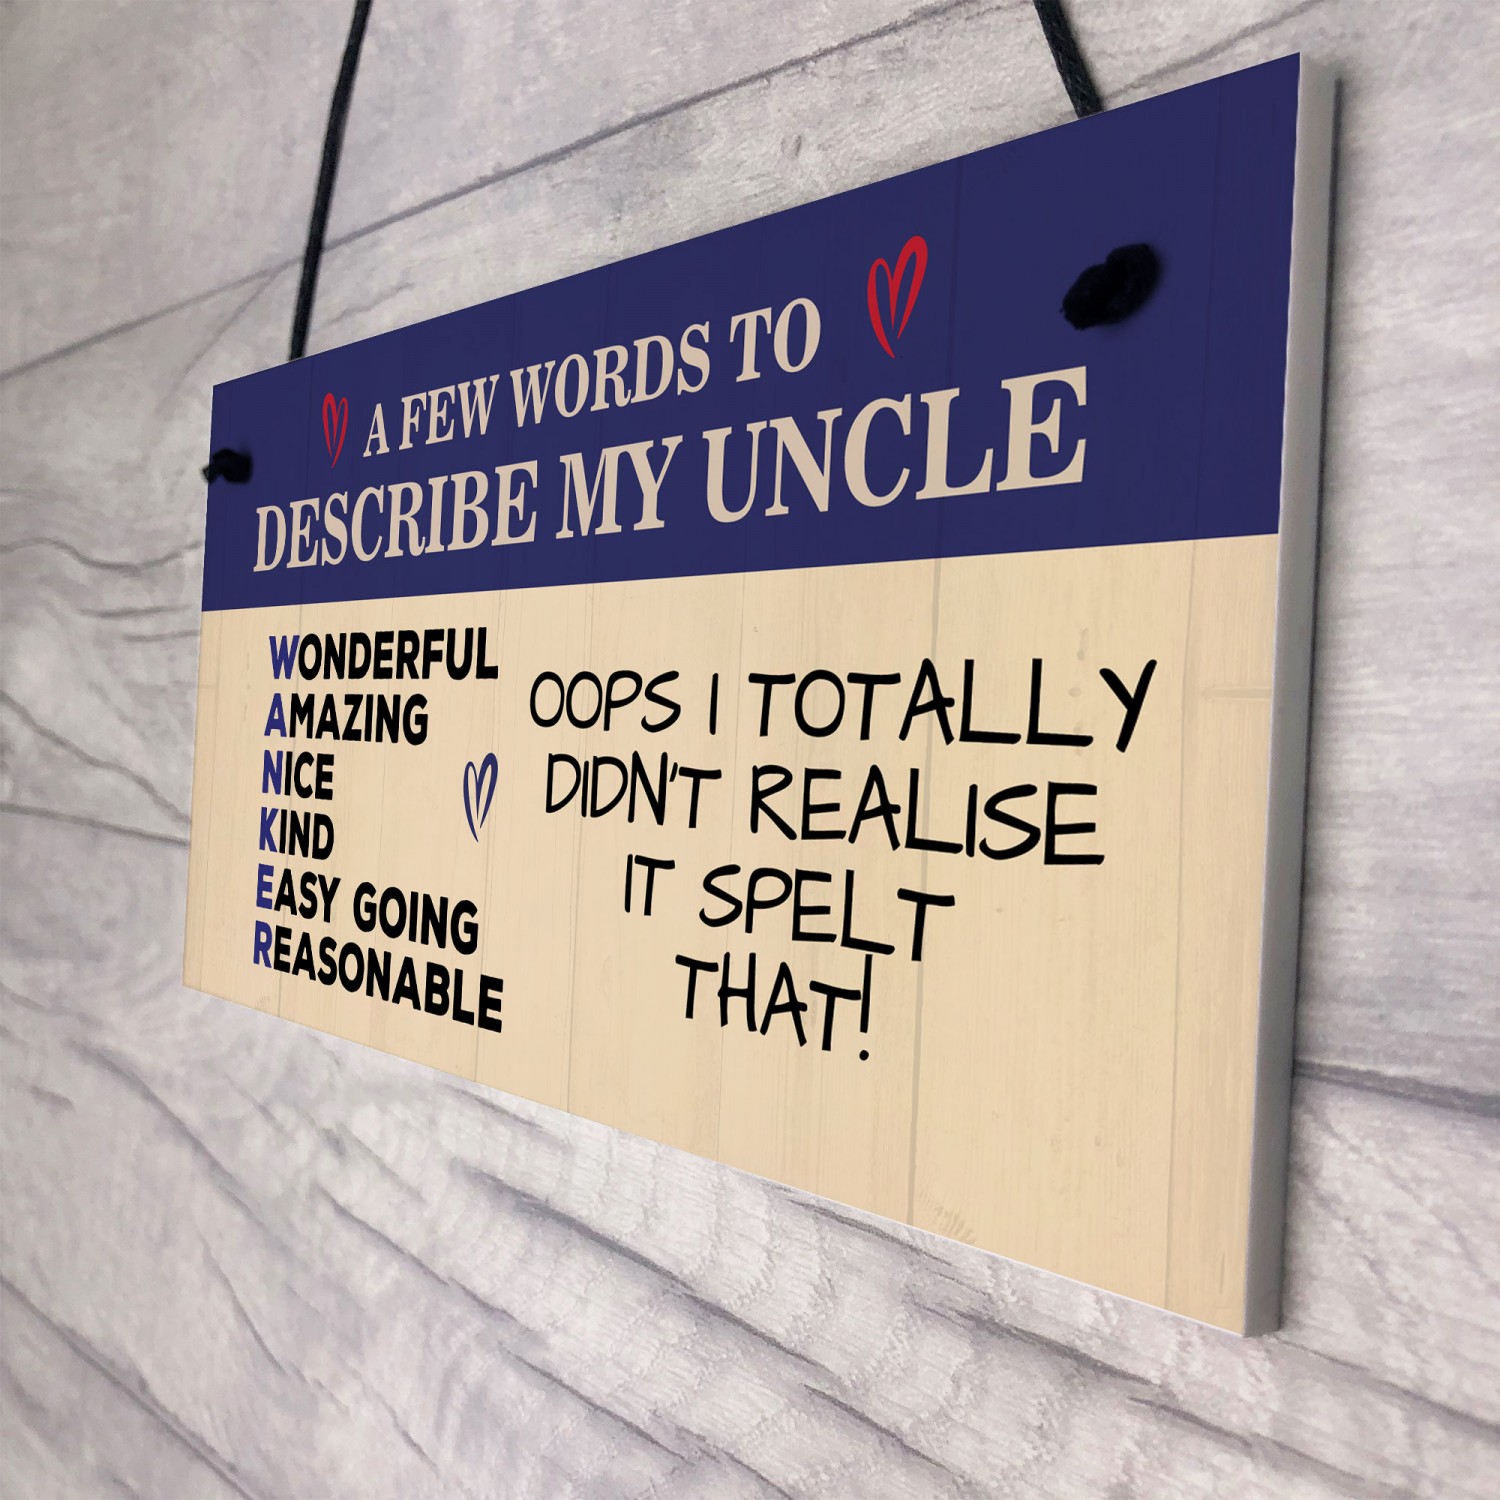 A FEW WORDS TO
DESCRIBE MY UNCLE
WONDERFUL
AMAZING
NICE
KIND
EASY GOING
REASONABLE
OOPS I TOTALLY
DIDN'T REALISE
IT SPELT
THAT!